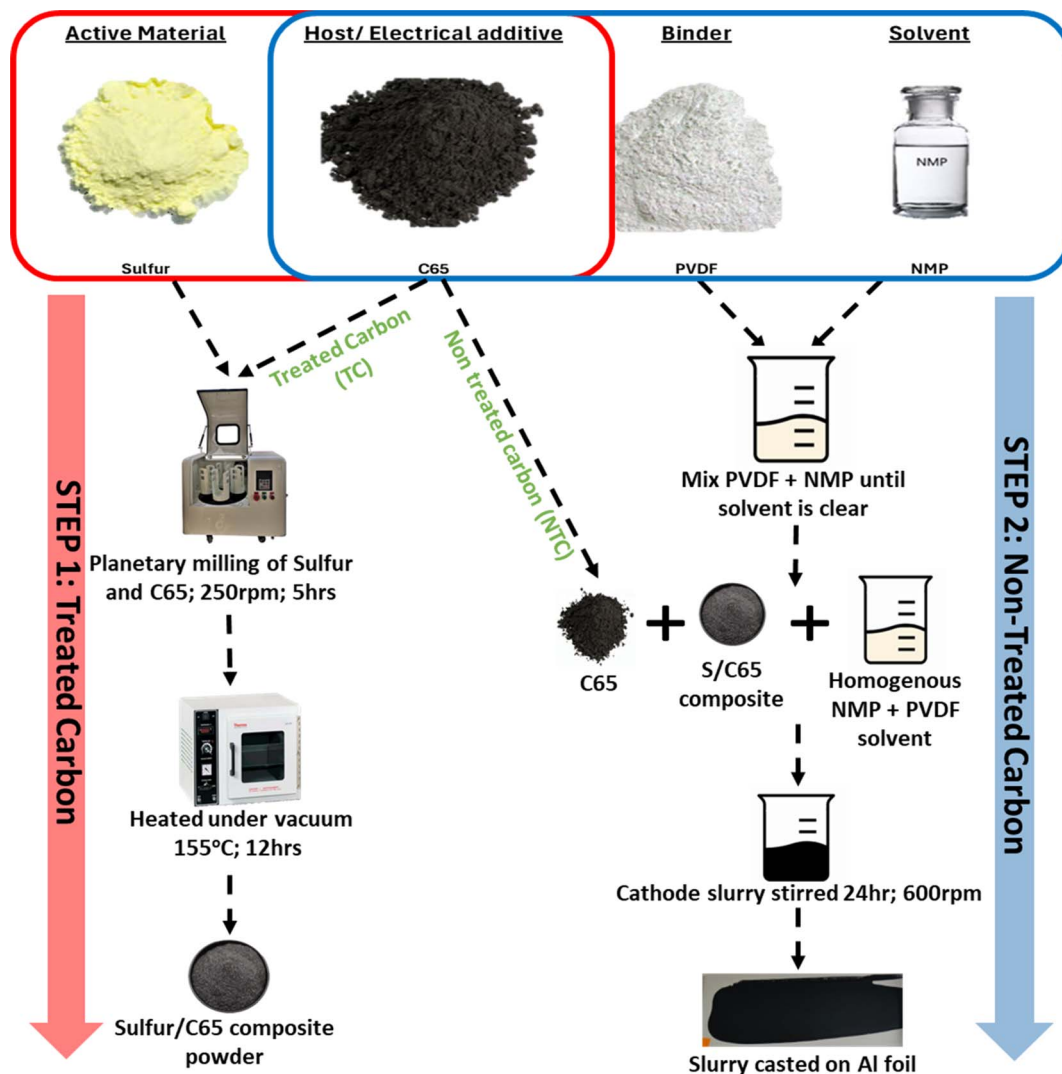 Active Material
Host/ Electrical additive
Binder
Solvent
NMP
Sulfur
C65
PVDF
NMP
Treated Carbon
(TC)
Non treated carbon (NTC)
STEP 1: Treated Carbon
STEP 2: Non-Treated Carbon
Planetary milling of Sulfur
and C65; 250rpm; 5hrs
Heated under vacuum
155°C; 12hrs
Sulfur/C65 composite
powder
Mix PVDF + NMP until
solvent is clear
C65
+
S/C65
composite
+
Homogenous
NMP + PVDF
solvent
Cathode slurry stirred 24hr; 600rpm
Slurry casted on Al foil